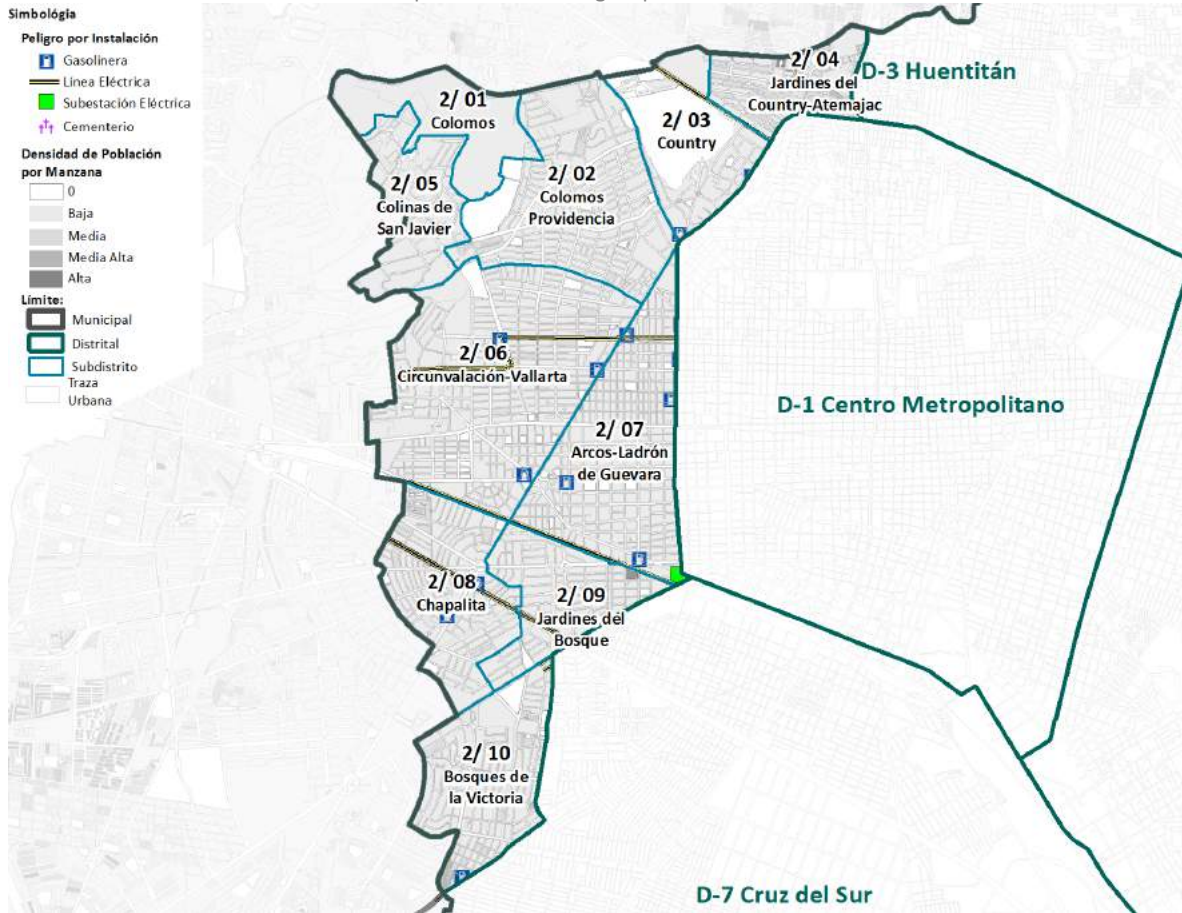 Simbológia
Peligro por Instalación
Gasolinera
Línea Eléctrica
Subestación Eléctrica
Cementerio
Densidad de Población
por Manzana
0
Baja
Media
Media Alta
Alta
Límite:
Municipal
Distrital
Subdistrito
Traza
Urbana
2/ 01
Colomos
2/ 02
Colomos
Providencia
2/ 03
Country
2/ 04
Jardines del
Country-Atemajac
D-3 Huentitán
2/ 05
Colinas de
San Javier
2/ 06
Circunvalación-Vallarta
D-1 Centro Metropolitano
2/ 07
Arcos-Ladrón
de Guevara
2/ 08
Chapalita
2/ 09
Jardines del
Bosque
2/ 10
Bosques de
la Victoria
D-7 Cruz del Sur